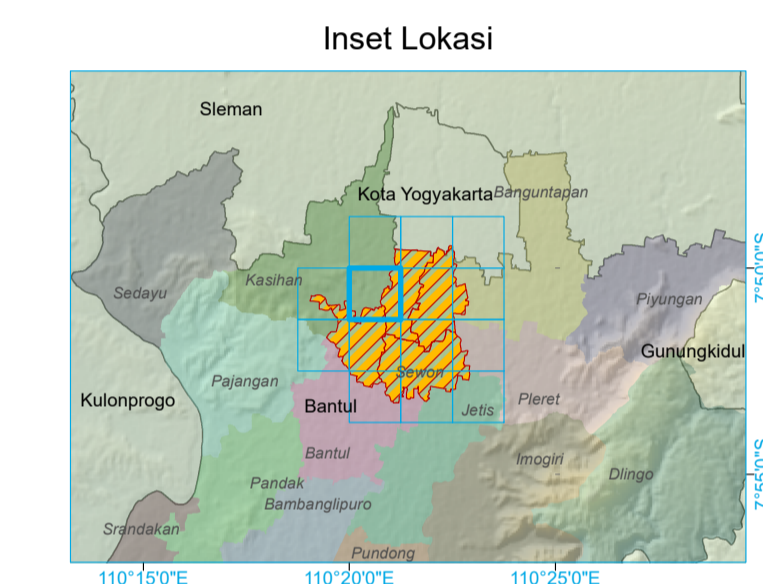 Inset Lokasi
Sleman
Kota Yogyakarta
Banguntapan
Kasihan
Sedayu
Piyungan
7°50'0"S
Gunungkidul
Sewon
Pajangan
Kulonprogo
Bantul
Jetis
Pleret
Bantul
Imogiri
Dlingo
Pandak
Bambanglipuro
7°55'0"S
Srandakan
Pundong
110°15'0"E
110°20'0"E
110°25'0"E